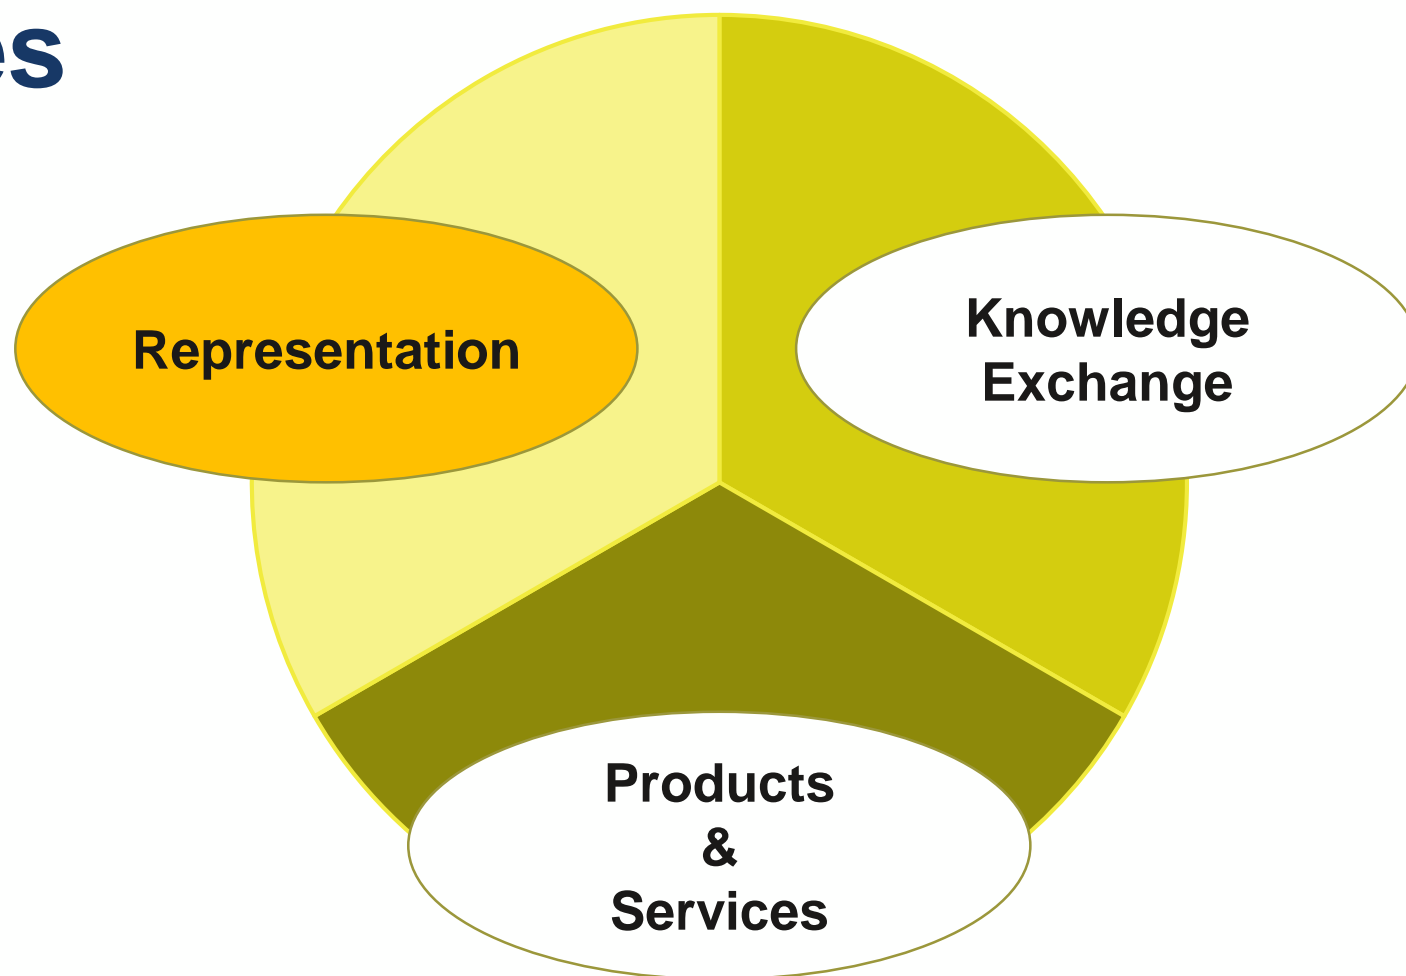 es
Representation
Knowledge
Exchange
Products
&
Services